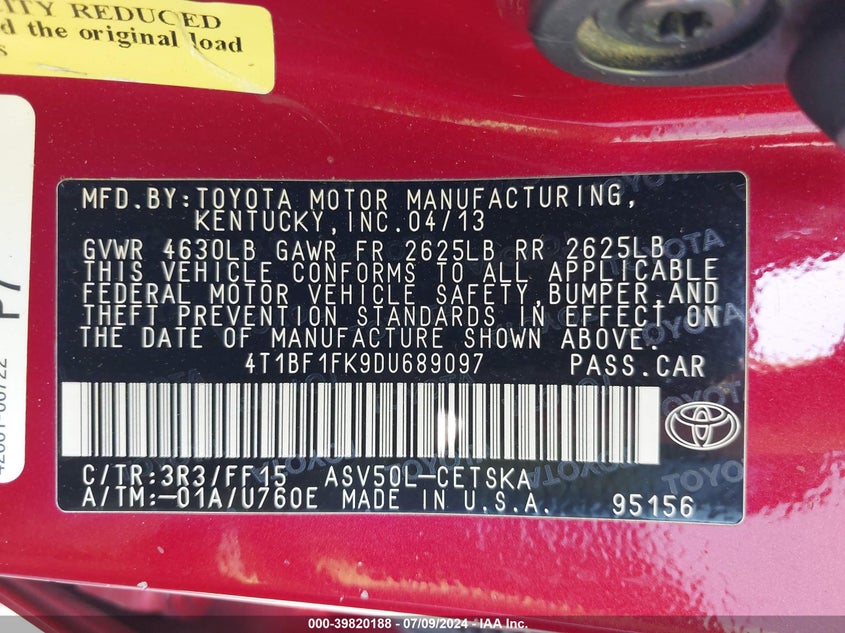 ITY REDUCED
d the original load
s
P7
MFD.BY:TOYOTA MOTOR MANUFACTURING,
KENTUCKY,INC.04/13
GVWR 4630LB GAWR FR 2625LB RR 2625LB
THIS VEHICLE CONFORMS TO ALL APPLICABLE
FEDERAL MOTOR VEHICLE SAFETY,BUMPER,AND
THEFT PREVENTION STANDARDS IN EFFECT ON
THE DATE OF MANUFACTURE SHOWN ABOVE.
4T1BF1FK9DU689097 PASS.CAR
C/TR:3R3/FF15 ASV50L-CETSKA
A/TM:-01A/U760E MADE IN U.S.A. 95156
000-39820188 - 07/09/2024 - IAA Inc.